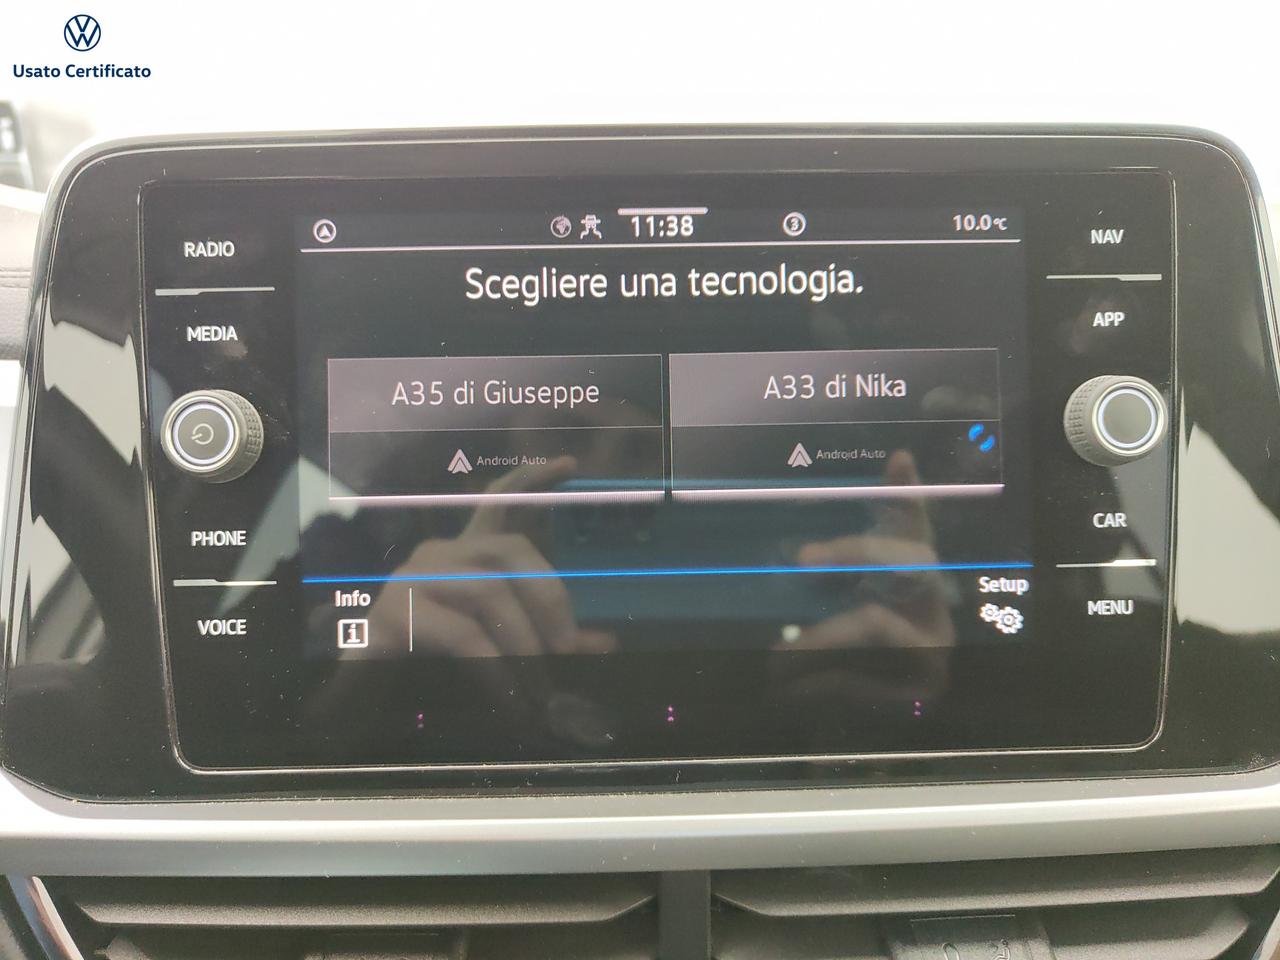 Usato Certificato
RADIO
MEDIA
PHONE
VOICE
11:38
3
10.0°C
Scegliere una tecnologia.
A35 di Giuseppe
Android Auto
A33 di Nika
Android Auto
Info
i
Setup
NAV
APP
CAR
MENU